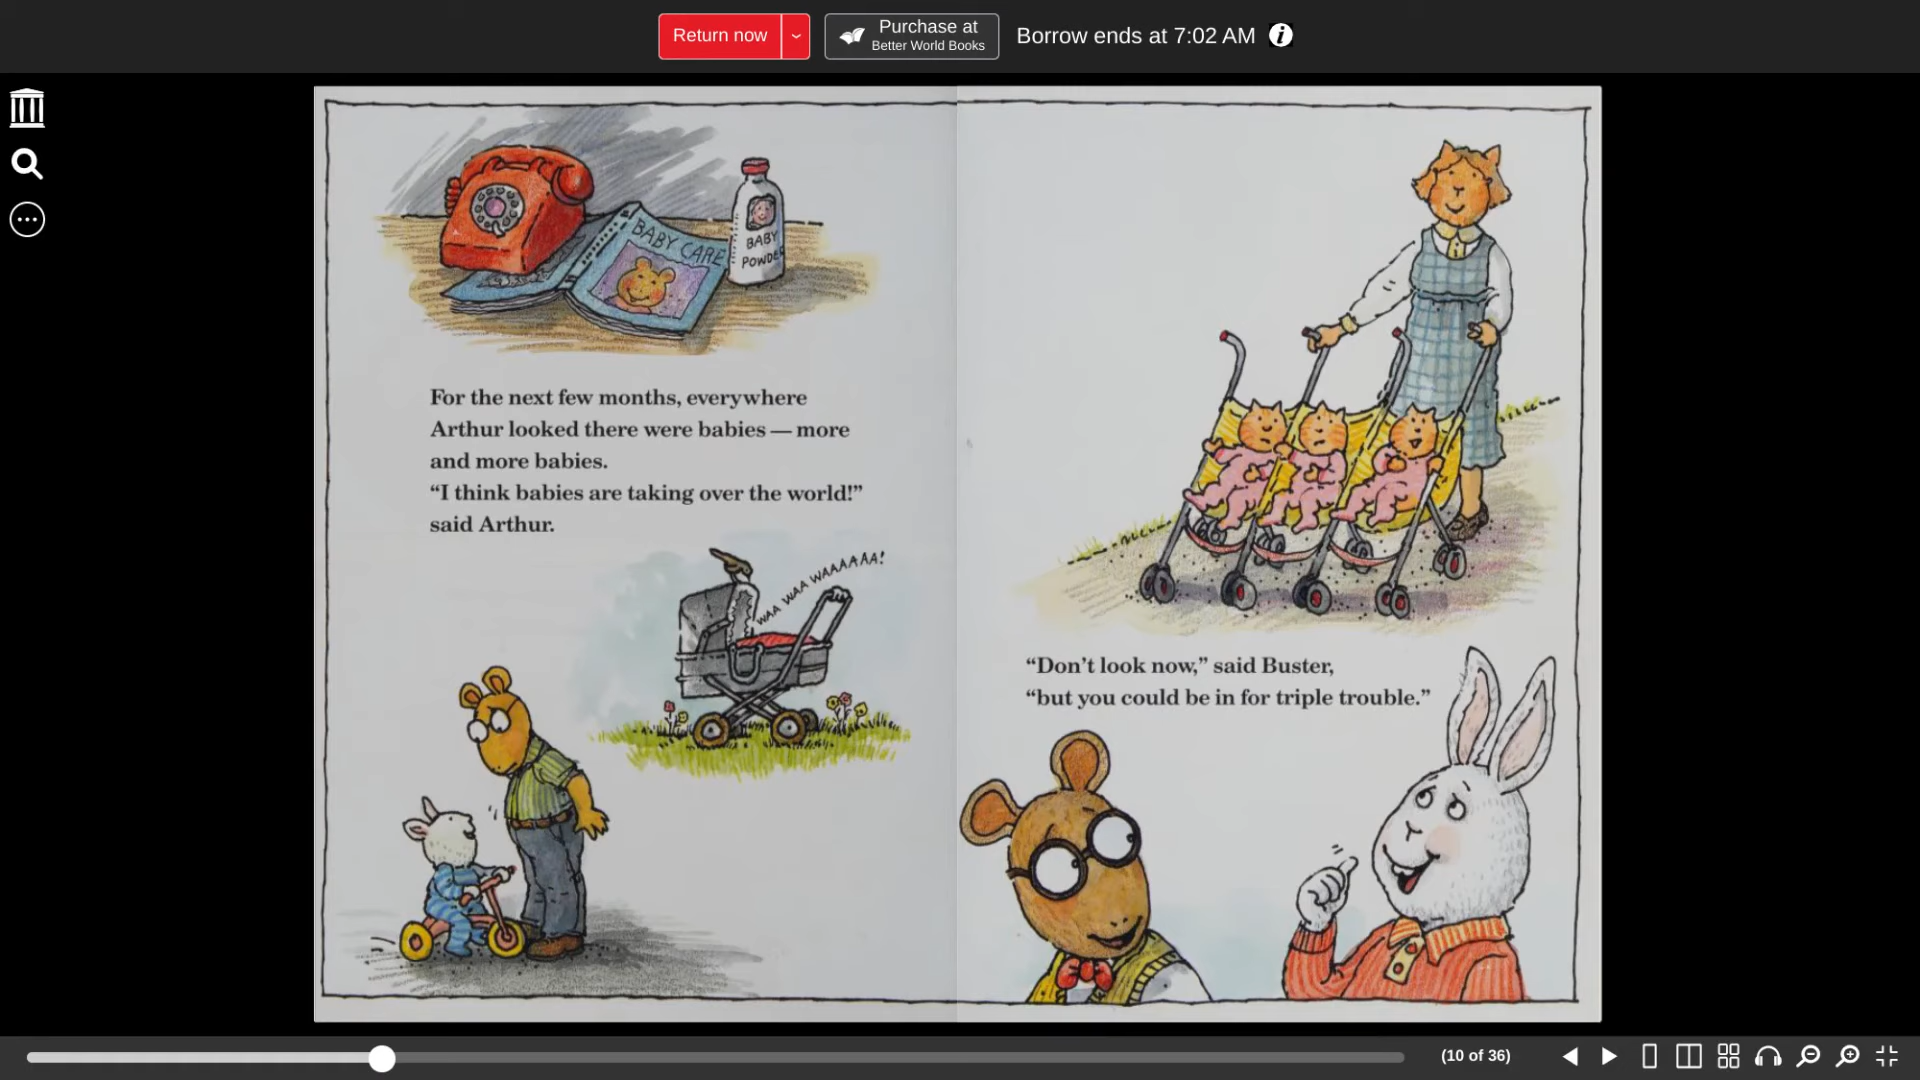 Return now
Purchase at
Better World Books
Borrow ends at 7:02 AM
BABY CARE
BABY
POWDER
For the next few months, everywhere
Arthur looked there were babies — more
and more babies.
“I think babies are taking over the world!”
said Arthur.
WAA WAA WAAAAAA!
“Don’t look now,” said Buster,
“but you could be in for triple trouble.”
(10 of 36)